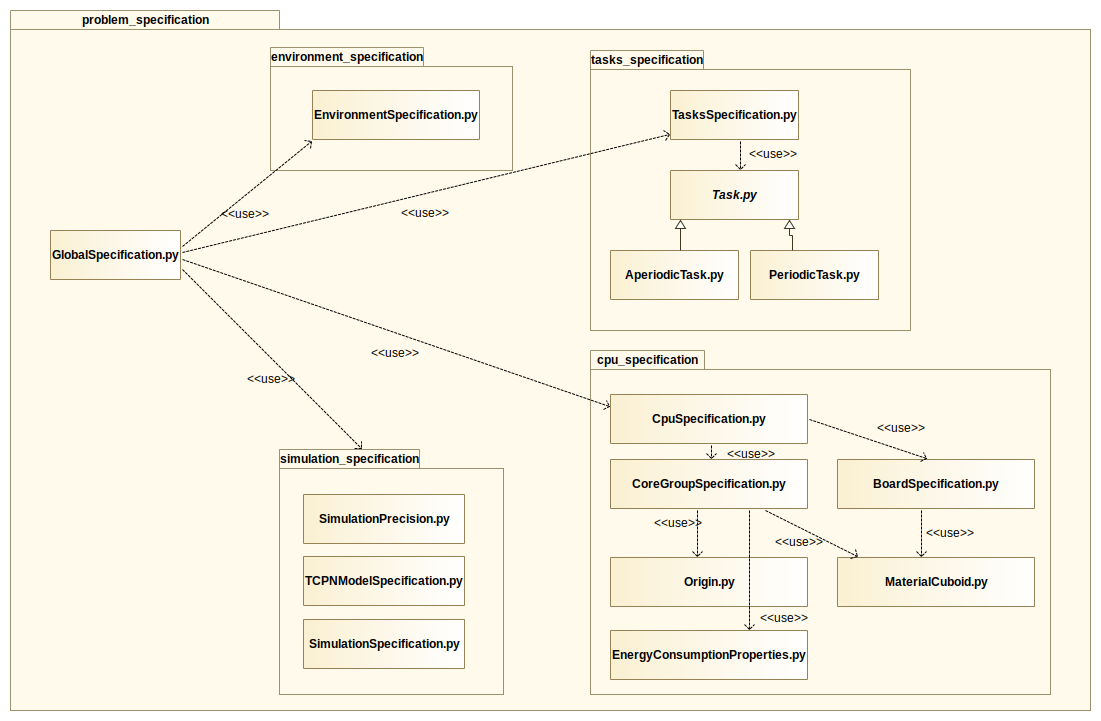 problem_specification
environment_specification
EnvironmentSpecification.py
tasks_specification
TasksSpecification.py
<<use>>
Task.py
AperiodicTask.py
PeriodicTask.py
<<use>>
<<use>>
GlobalSpecification.py
<<use>>
<<use>>
simulation_specification
SimulationPrecision.py
TCPNModelSpecification.py
SimulationSpecification.py
cpu_specification
CpuSpecification.py
<<use>>
<<use>>
CoreGroupSpecification.py
BoardSpecification.py
<<use>>
<<use>>
<<use>>
Origin.py
MaterialCuboid.py
<<use>>
EnergyConsumptionProperties.py